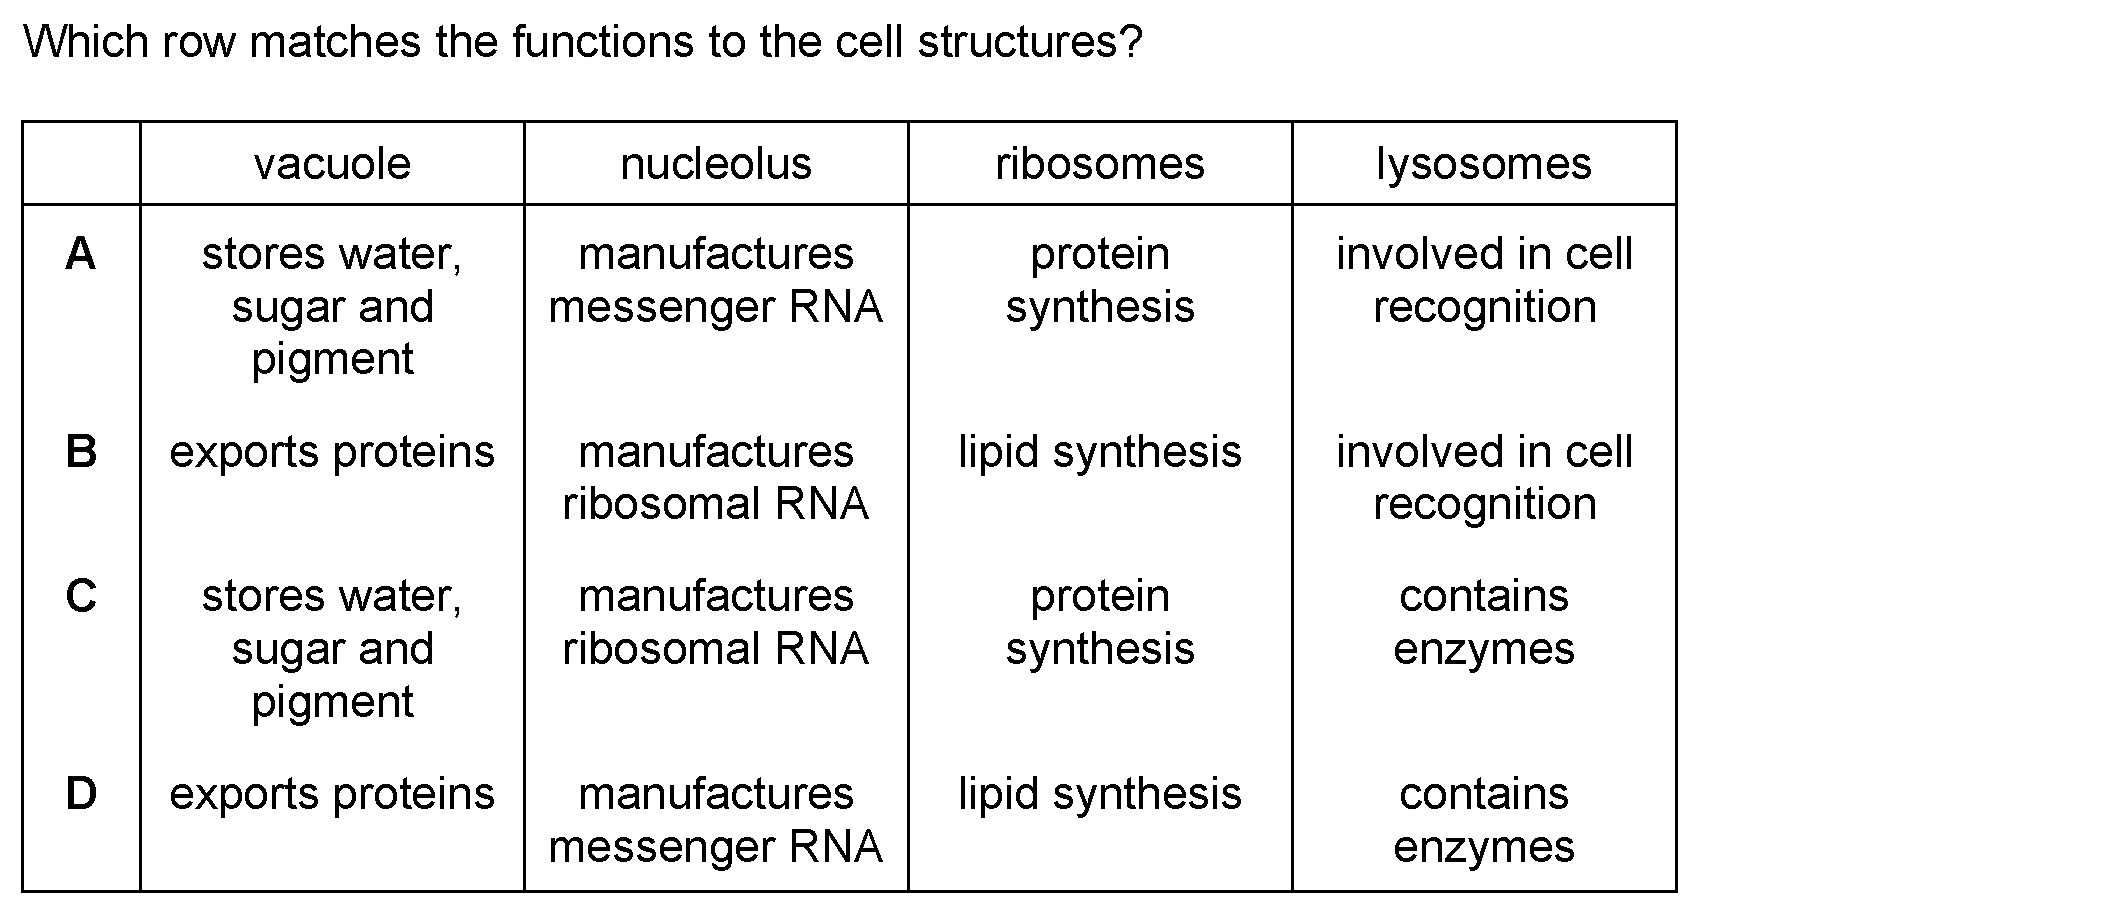 Which row matches the functions to the cell structures?
vacuole nucleolus ribosomes lysosomes
A stores water, manufactures protein involved in cell
sugar and messenger RNA synthesis recognition
pigment
B exports proteins manufactures lipid synthesis involved in cell
ribosomal RNA recognition
C stores water, manufactures protein contains
sugar and ribosomal RNA synthesis enzymes
pigment
D exports proteins manufactures lipid synthesis contains
messenger RNA enzymes